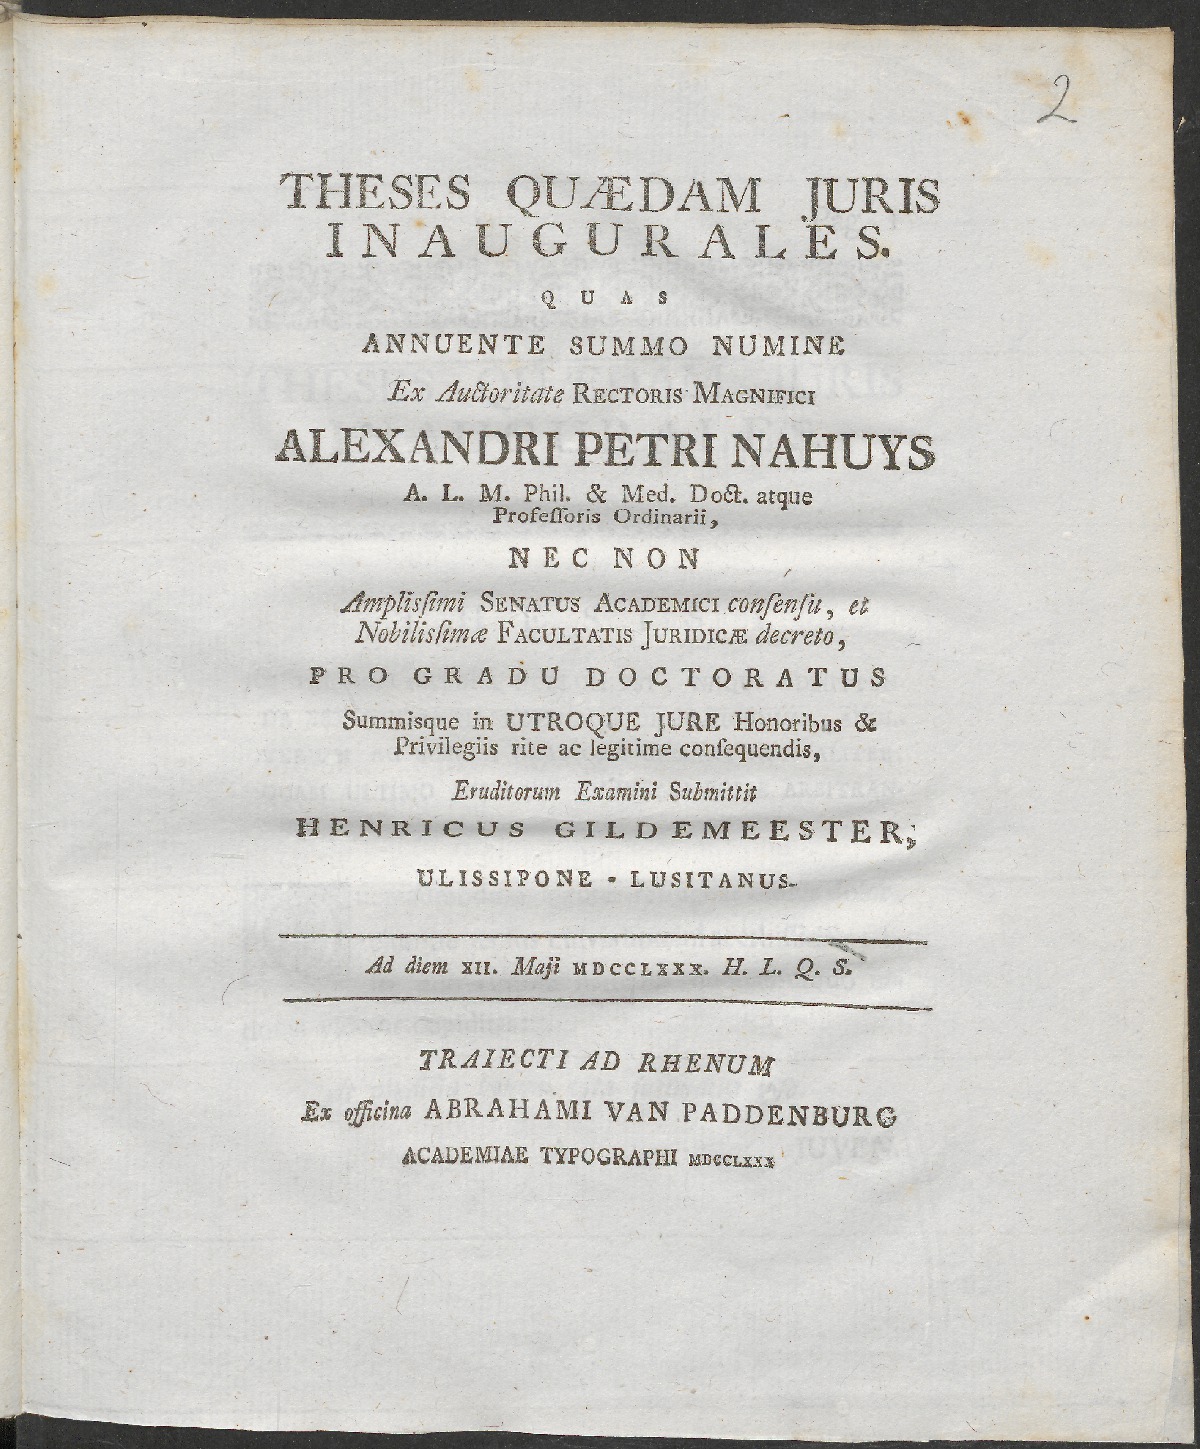 2
THESES QUÆDAM JURIS
INAUGURALES.
QUAS
ANNUENTE SUMMO NUMINE
Ex Auctoritate RECTORIS MAGNIFICI
ALEXANDRI PETRI NAHUYS
A. L. M. Phil. & Med. Doct. atque
Profeſſoris Ordinarii,
NEC NON
Ampliſſimi SENATUS ACADEMICI conſenſu, et
Nobiliſſimæ FACULTATIS JURIDICÆ decreto,
PRO GRADU DOCTORATUS
Summisque in UTROQUE JURE Honoribus &
Privilegiis rite ac legitime conſequendis,
Eruditorum Examini Submittit
HENRICUS GILDEMEESTER,
ULISSIPONE - LUSITANUS.
Ad diem XII. Maji MDCCLXXX. H. L. Q. S.
TRAIECTI AD RHENUM
Ex officina ABRAHAMI VAN PADDENBURG
ACADEMIAE TYPOGRAPHI MDCCLXXX